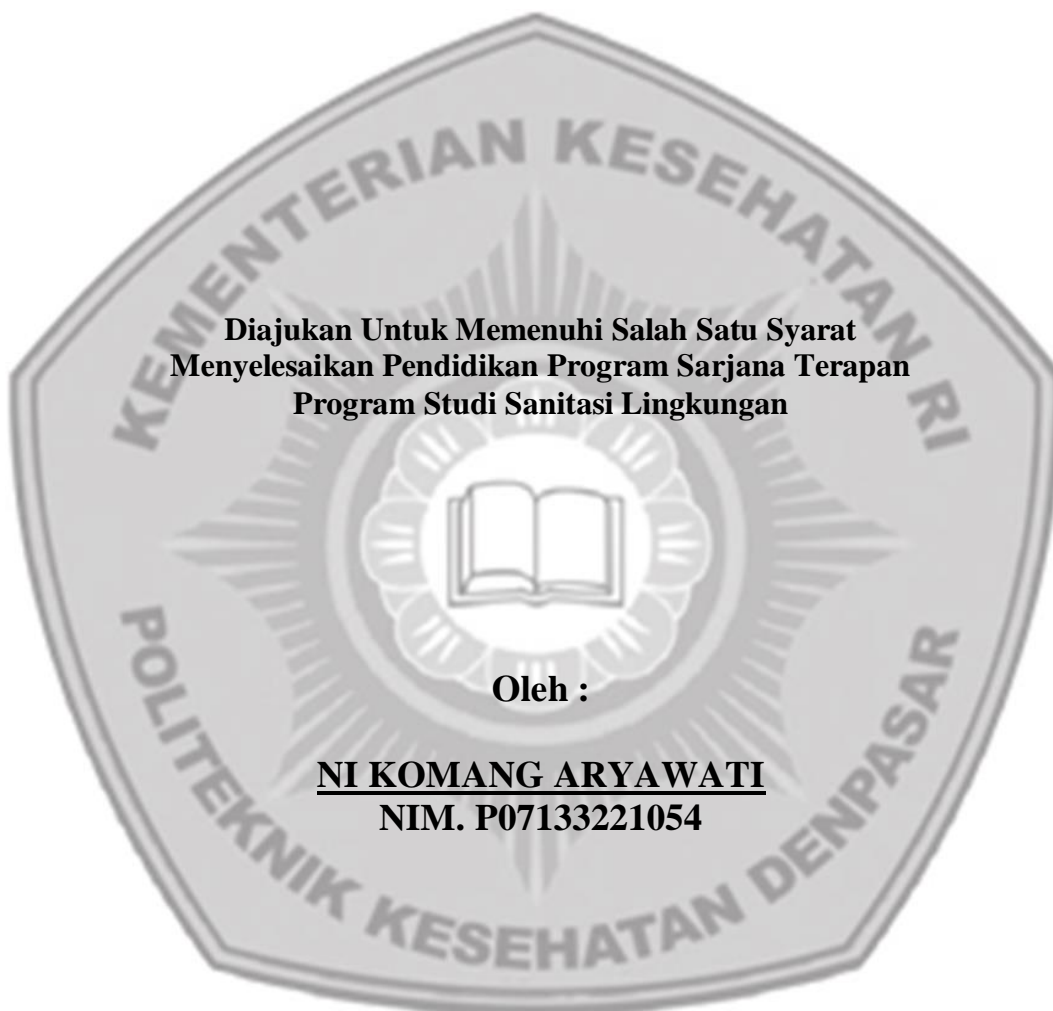 KEMENTERIAN KESEHATAN RI
Diajukan Untuk Memenuhi Salah Satu Syarat
Menyelesaikan Pendidikan Program Sarjana Terapan
Program Studi Sanitasi Lingkungan
Oleh :
NI KOMANG ARYAWATI
NIM. P07133221054
POLITEKNIK KESEHATAN DENPASAR